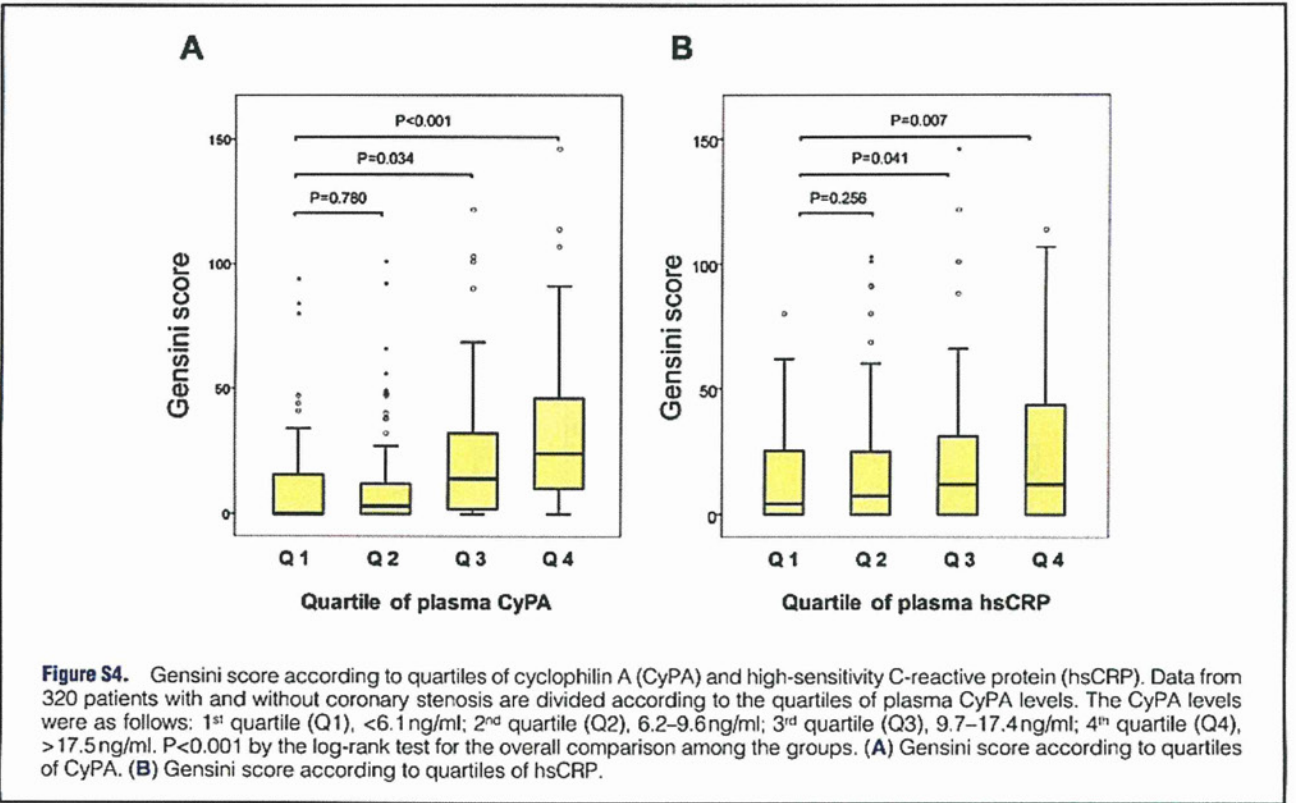 A
B
P<0.001
P=0.034
P=0.780
150
100
50
0
Gensini score
Q 1 Q 2 Q 3 Q 4
Quartile of plasma CyPA
P=0.007
P=0.041
P=0.256
150
100
50
0
Gensini score
Q 1 Q 2 Q 3 Q 4
Quartile of plasma hsCRP
Figure S4. Gensini score according to quartiles of cyclophilin A (CyPA) and high-sensitivity C-reactive protein (hsCRP). Data from
320 patients with and without coronary stenosis are divided according to the quartiles of plasma CyPA levels. The CyPA levels
were as follows: 1st quartile (Q1), <6.1 ng/ml; 2nd quartile (Q2), 6.2–9.6 ng/ml; 3rd quartile (Q3), 9.7–17.4 ng/ml; 4th quartile (Q4),
>17.5 ng/ml. P<0.001 by the log-rank test for the overall comparison among the groups. (A) Gensini score according to quartiles
of CyPA. (B) Gensini score according to quartiles of hsCRP.